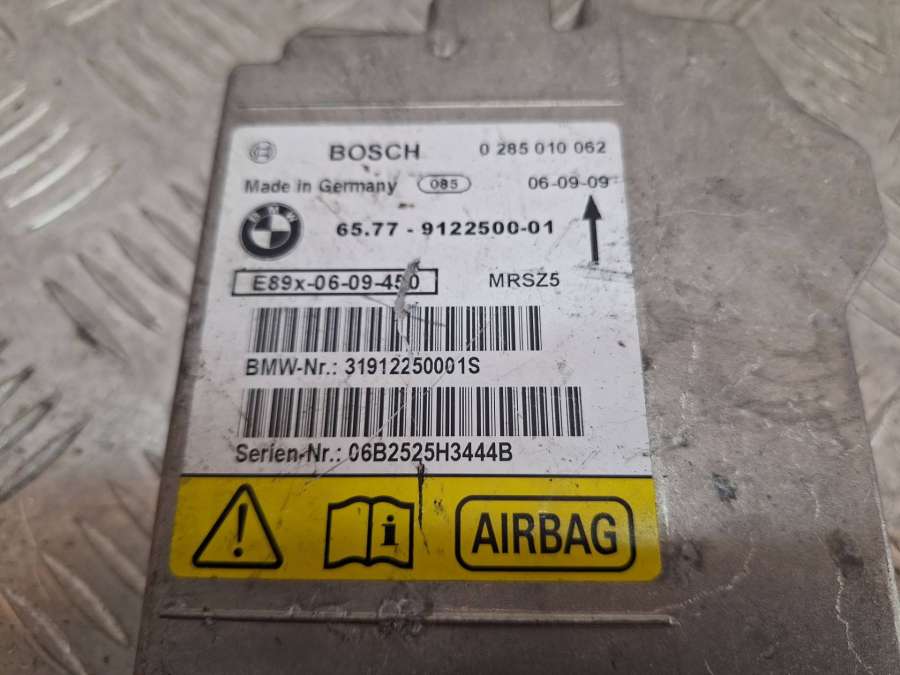 BOSCH 0 285 010 062
Made in Germany 085 06-09-09
BMW 65.77 - 9122500-01
E89x-06-09-450 MRSZ5
BMW-Nr.: 31912250001S
Serien-Nr.: 06B2525H3444B
! i AIRBAG